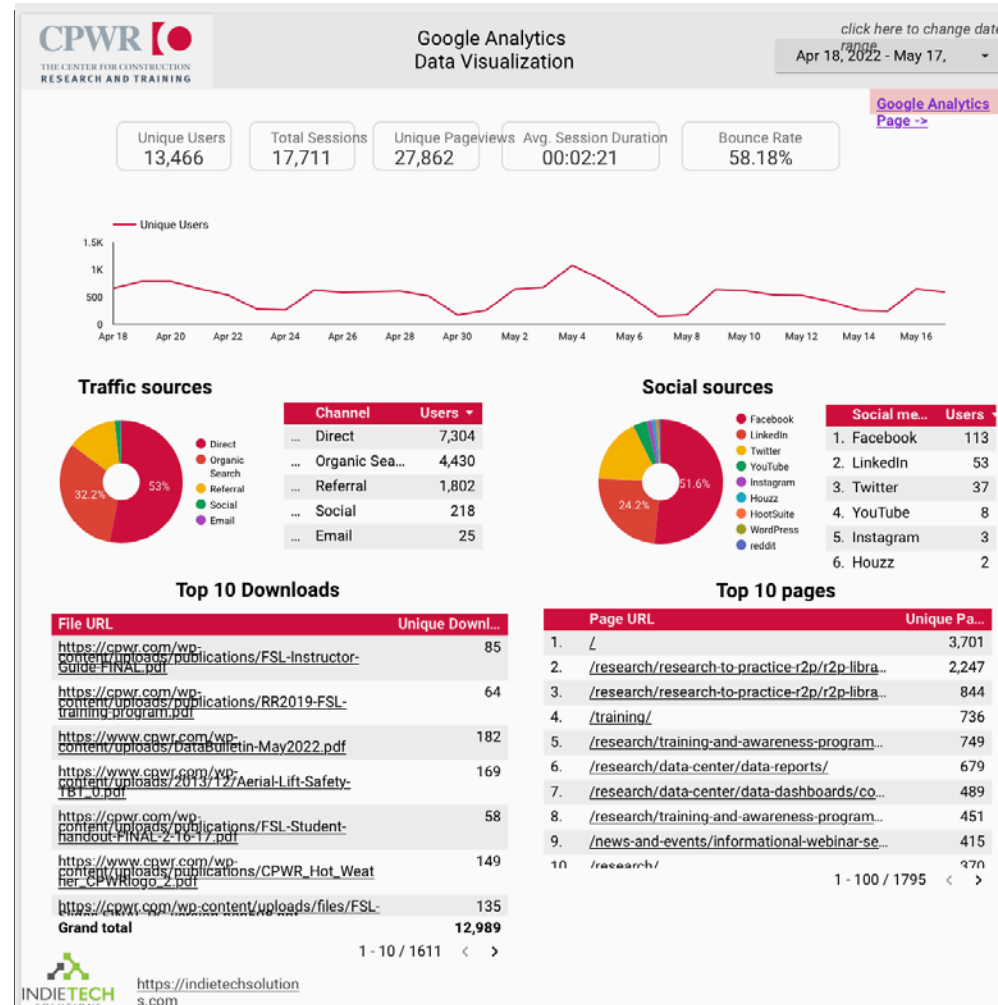 CPWR
THE CENTER FOR CONSTRUCTION
RESEARCH AND TRAINING
Google Analytics
Data Visualization
click here to change date
range
Apr 18, 2022 - May 17,
Google Analytics
Page ->
Unique Users
13,466
Total Sessions
17,711
Unique Pageviews
27,862
Avg. Session Duration
00:02:21
Bounce Rate
58.18%
Unique Users
1.5K
1K
500
0
Apr 18 Apr 20 Apr 22 Apr 24 Apr 26 Apr 28 Apr 30 May 2 May 4 May 6 May 8 May 10 May 12 May 14 May 16
Traffic sources
53%
32.2%
Direct
Organic
Search
Referral
Social
Email
Channel Users
... Direct 7,304
... Organic Sea... 4,430
... Referral 1,802
... Social 218
... Email 25
Social sources
51.6%
24.2%
Facebook
LinkedIn
Twitter
YouTube
Instagram
Houzz
HootSuite
WordPress
reddit
Social me... Users
1. Facebook 113
2. LinkedIn 53
3. Twitter 37
4. YouTube 8
5. Instagram 3
6. Houzz 2
Top 10 Downloads
File URL Unique Downl...
https://cpwr.com/wp- 85
content/uploads/publications/FSL-Instructor-
Guide-FINAL.pdf
https://cpwr.com/wp- 64
content/uploads/publications/RR2019-FSL-
training-program.pdf
https://www.cpwr.com/wp- 182
content/uploads/DataBulletin-May2022.pdf
https://www.cpwr.com/wp- 169
content/uploads/2013/12/Aerial-Lift-Safety-
TBT_0.pdf
https://cpwr.com/wp- 58
content/uploads/publications/FSL-Student-
handout-FINAL-2-16-17.pdf
https://www.cpwr.com/wp- 149
content/uploads/publications/CPWR_Hot_Weat
her_CPWRlogo_2.pdf
https://cpwr.com/wp-content/uploads/files/FSL- 135
Grand total 12,989
1 - 10 / 1611
Top 10 pages
Page URL Unique Pa...
1. / 3,701
2. /research/research-to-practice-r2p/r2p-libra... 2,247
3. /research/research-to-practice-r2p/r2p-libra... 844
4. /training/ 736
5. /research/training-and-awareness-program... 749
6. /research/data-center/data-reports/ 679
7. /research/data-center/data-dashboards/co... 489
8. /research/training-and-awareness-program... 451
9. /news-and-events/informational-webinar-se... 415
10. /research/ 370
1 - 100 / 1795
INDIETECH
https://indietechsolution
s.com